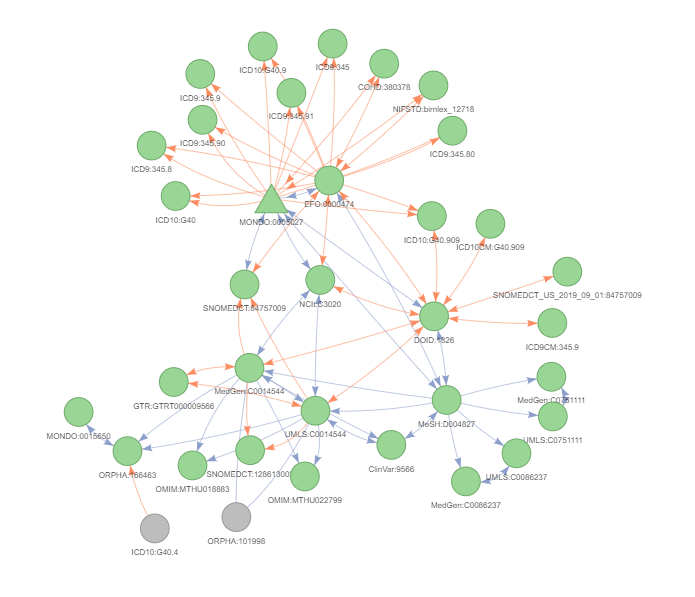 ICD9:345
ICD10:G40.9
COHD:380378
ICD9:345.9
NIFSTD:birnlex_12718
ICD9:345.91
ICD9:345.90
ICD9:345.80
ICD9:345.8
EFO:0000474
ICD10:G40
MONDO:0005027
ICD10:G40.909
ICD10CM:G40.909
SNOMEDCT_US_2019_09_01:84757009
SNOMEDCT:84757009
NCIt:C3020
DOID:1826
ICD9CM:345.9
MedGen:C0014544
GTR:GTRT000009566
MedGen:C0751111
MeSH:D004827
MONDO:0015650
UMLS:C0014544
UMLS:C0751111
ClinVar:9566
ORPHA:166463
SNOMEDCT:128613002
UMLS:C0086237
OMIM:MTHU018883
OMIM:MTHU022799
MedGen:C0086237
ORPHA:101998
ICD10:G40.4